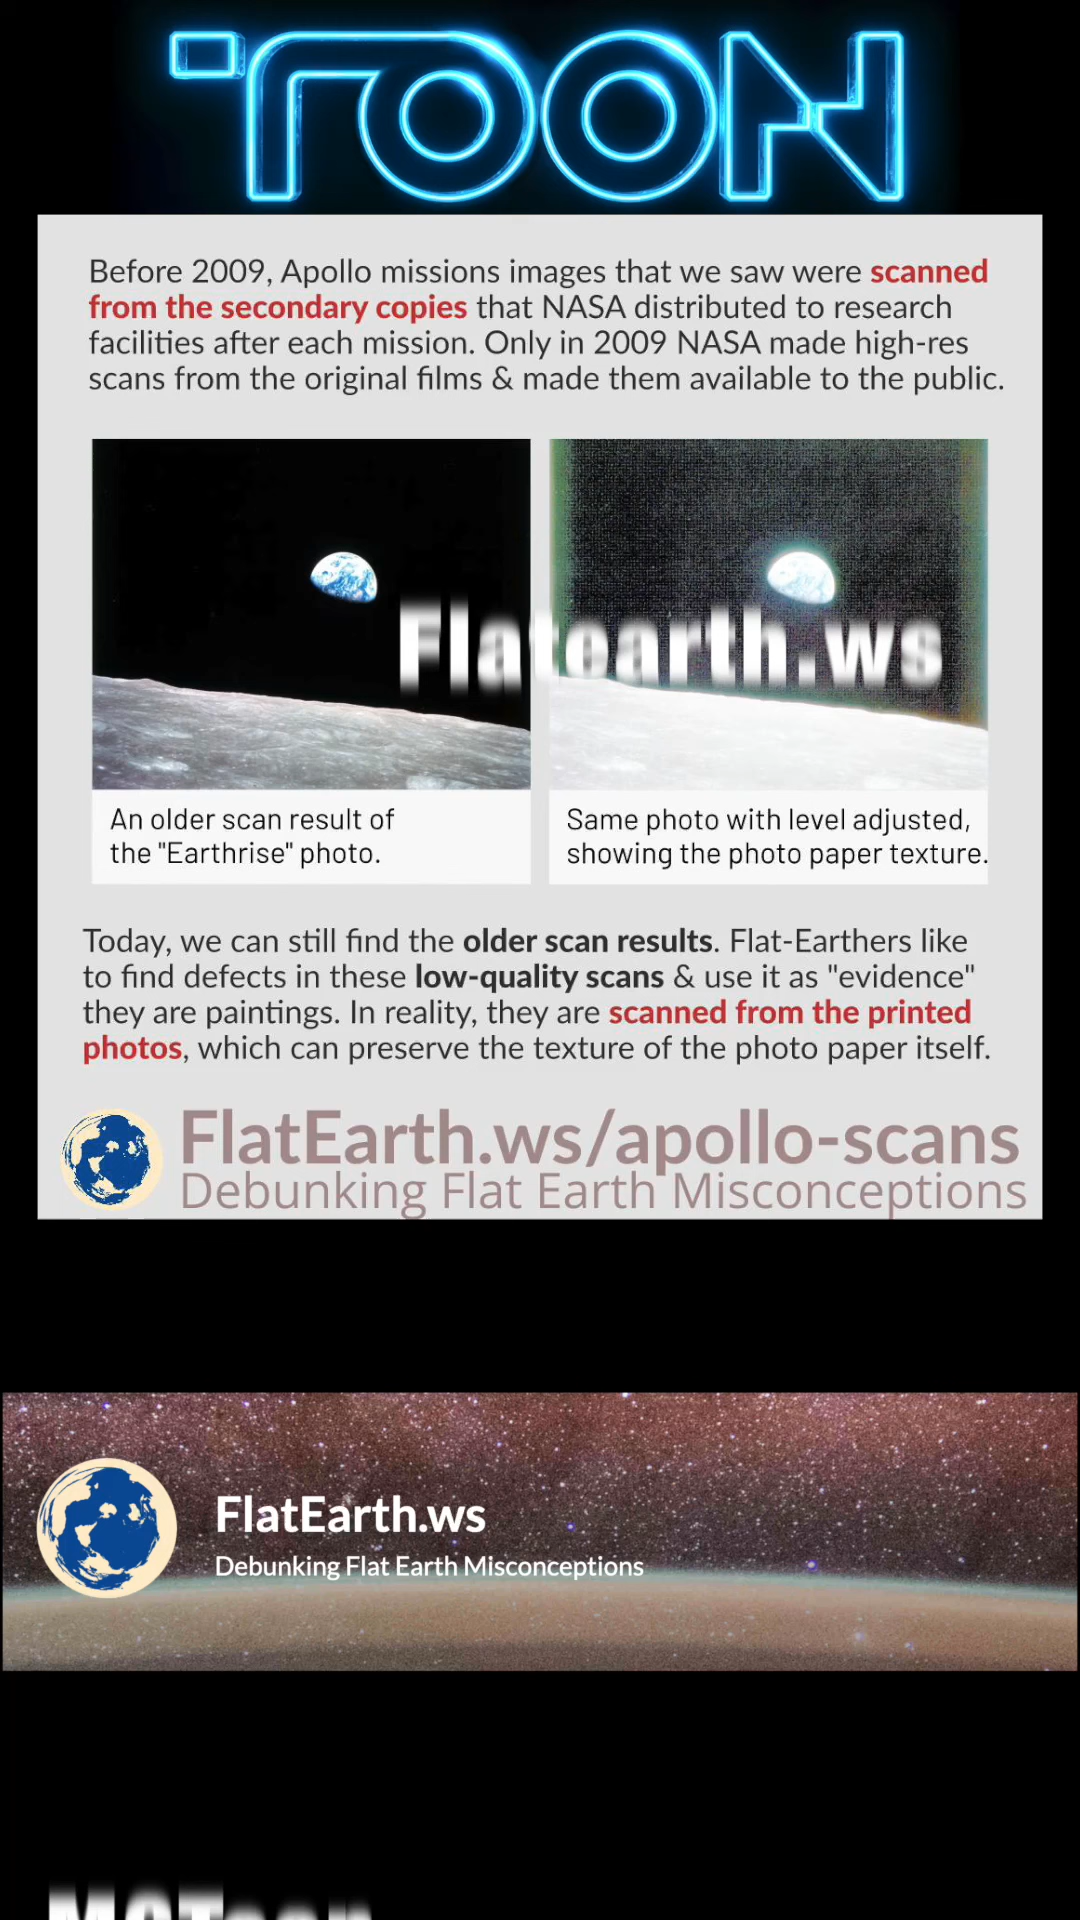 TOON
Before 2009, Apollo missions images that we saw were scanned
from the secondary copies that NASA distributed to research
facilities after each mission. Only in 2009 NASA made high-res
scans from the original films & made them available to the public.
Flatearth.ws
An older scan result of
the "Earthrise" photo.
Same photo with level adjusted,
showing the photo paper texture.
Today, we can still find the older scan results. Flat-Earthers like
to find defects in these low-quality scans & use it as "evidence"
they are paintings. In reality, they are scanned from the printed
photos, which can preserve the texture of the photo paper itself.
FlatEarth.ws/apollo-scans
Debunking Flat Earth Misconceptions
FlatEarth.ws
Debunking Flat Earth Misconceptions
MCToon